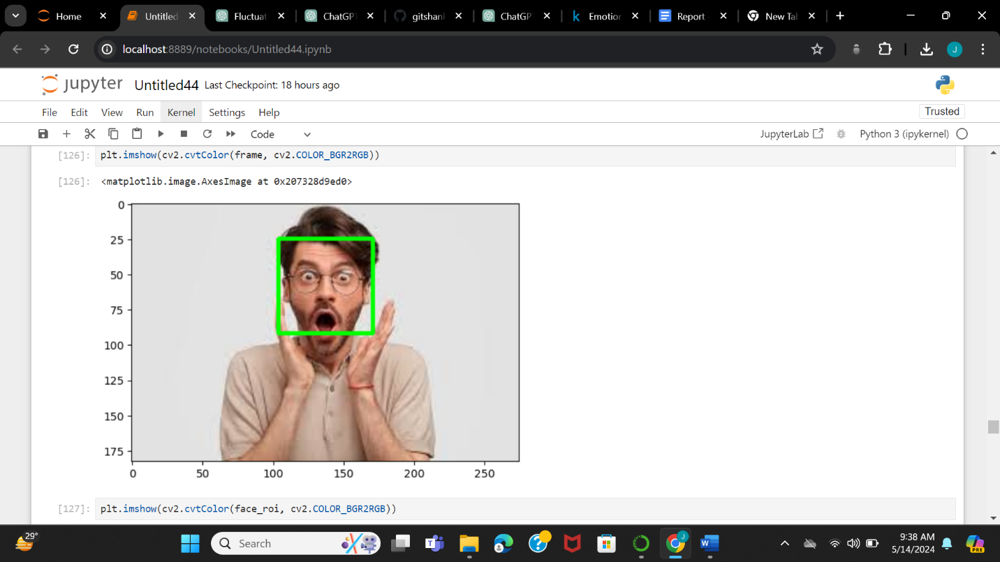 Home
Untitled
Fluctuat
ChatGPT
gitshank
ChatGP
Emotion
Report -
New Tab
localhost:8889/notebooks/Untitled44.ipynb
J
jupyter Untitled44 Last Checkpoint: 18 hours ago
File Edit View Run Kernel Settings Help
Trusted
Code
JupyterLab
Python 3 (ipykernel)
[126]: plt.imshow(cv2.cvtColor(frame, cv2.COLOR_BGR2RGB))
[126]: <matplotlib.image.AxesImage at 0x207328d9ed0>
0
25
50
75
100
125
150
175
0 50 100 150 200 250
[127]: plt.imshow(cv2.cvtColor(face_roi, cv2.COLOR_BGR2RGB))
29°
Search
J
9:38 AM
5/14/2024
PRE